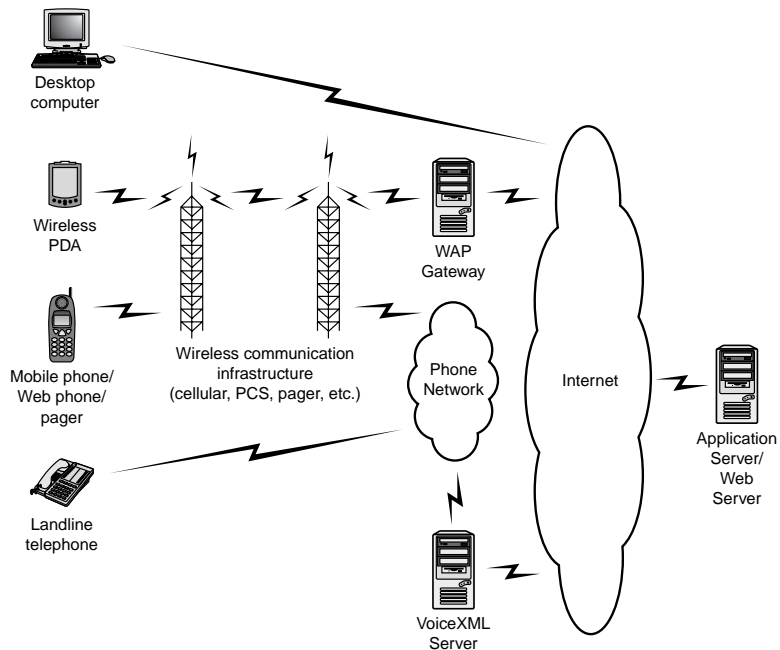 Desktop
computer
Wireless
PDA
WAP
Gateway
Mobile phone/
Web phone/
pager
Wireless communication
infrastructure
(cellular, PCS, pager, etc.)
Phone
Network
Internet
Application
Server/
Web
Server
Landline
telephone
VoiceXML
Server